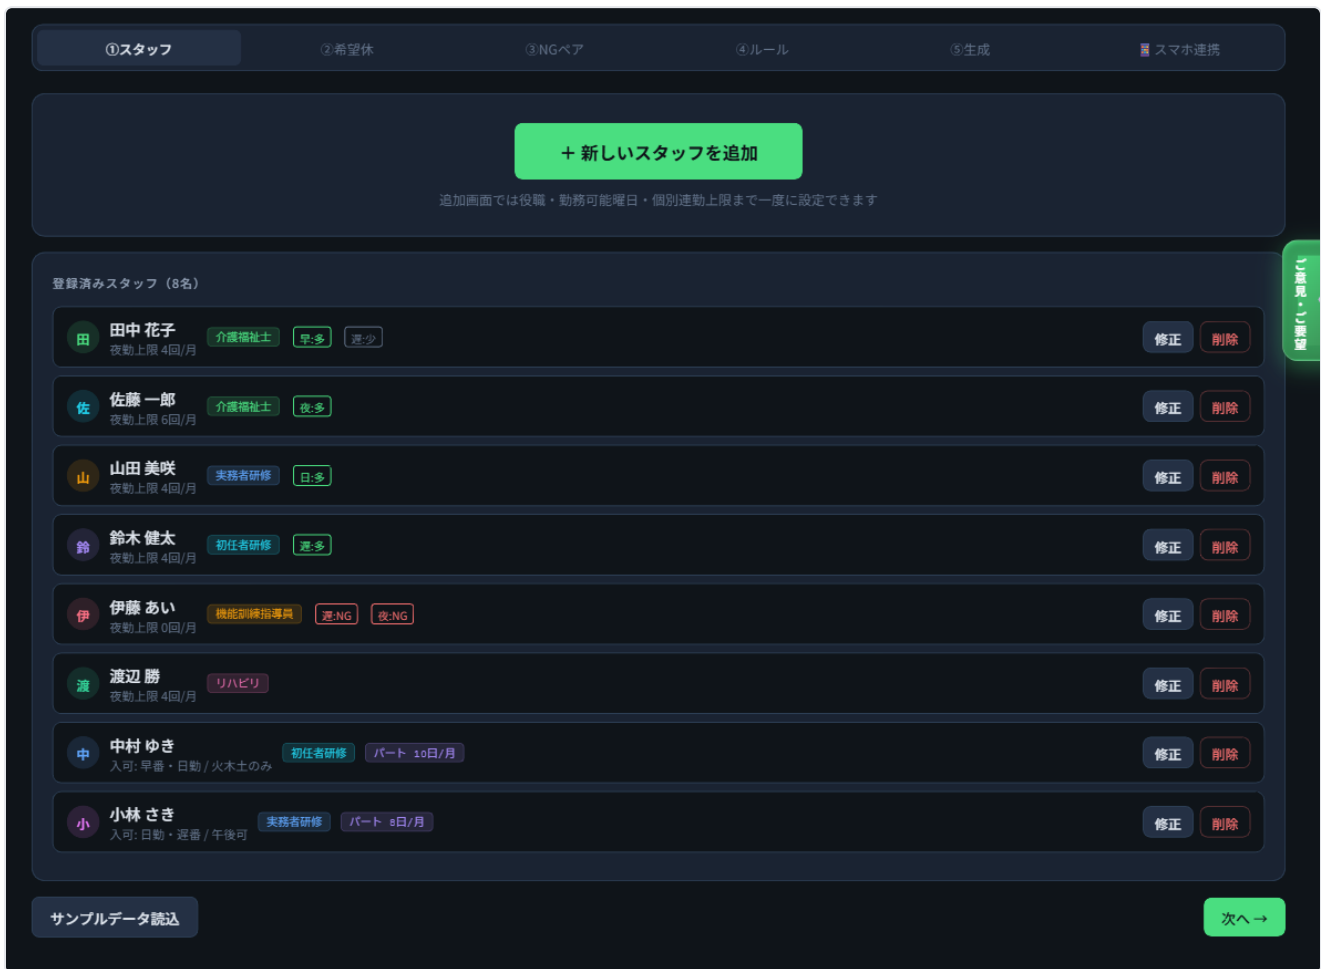 ①スタッフ ②希望休 ③NGペア ④ルール ⑤生成 スマホ連携
＋ 新しいスタッフを追加
追加画面では役職・勤務可能曜日・個別連勤上限まで一度に設定できます
ご意見・ご要望
登録済みスタッフ（8名）
田 田中 花子 介護福祉士 早:多 遅:少 修正 削除
夜勤上限 4回/月
佐 佐藤 一郎 介護福祉士 夜:多 修正 削除
夜勤上限 6回/月
山 山田 美咲 実務者研修 日:多 修正 削除
夜勤上限 4回/月
鈴 鈴木 健太 初任者研修 遅:多 修正 削除
夜勤上限 4回/月
伊 伊藤 あい 機能訓練指導員 遅:NG 夜:NG 修正 削除
夜勤上限 0回/月
渡 渡辺 勝 リハビリ 修正 削除
夜勤上限 4回/月
中 中村 ゆき 初任者研修 パート 10日/月 修正 削除
入可: 早番・日勤 / 火木土のみ
小 小林 さき 実務者研修 パート 8日/月 修正 削除
入可: 日勤・遅番 / 午後可
サンプルデータ読込 次へ →